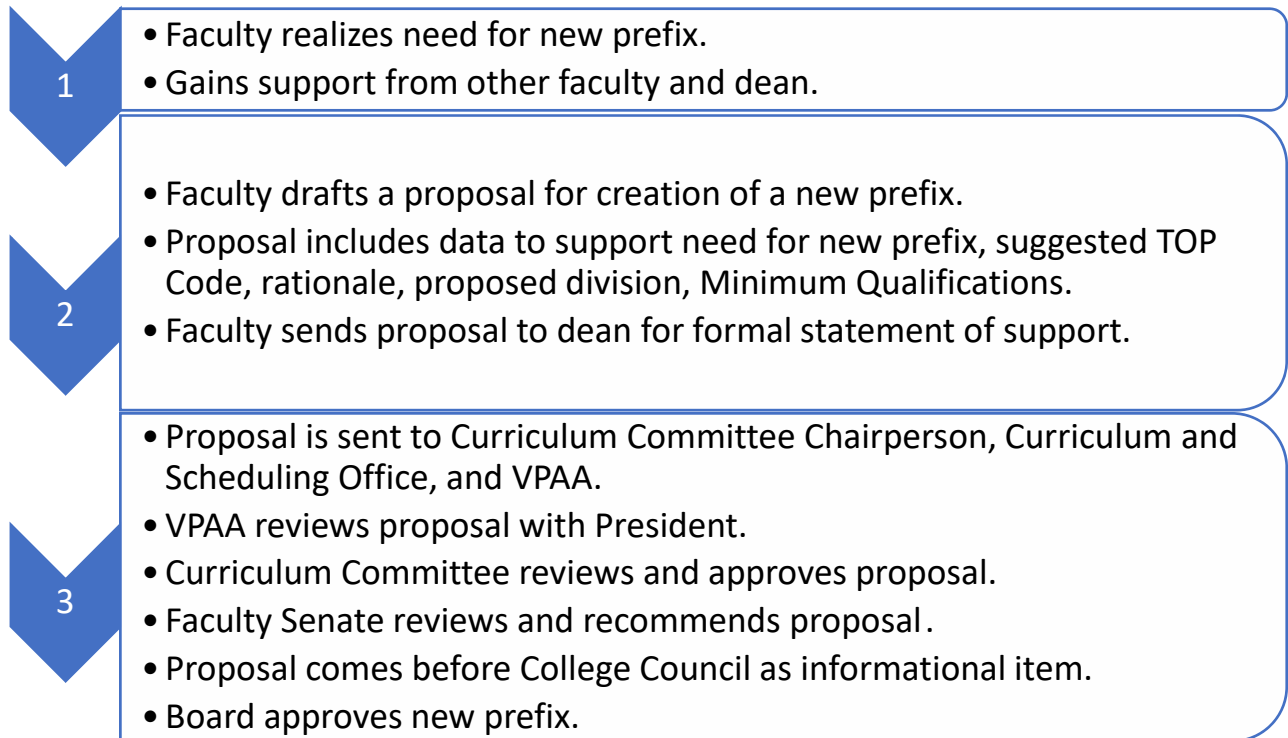 1
• Faculty realizes need for new prefix.
• Gains support from other faculty and dean.
2
• Faculty drafts a proposal for creation of a new prefix.
• Proposal includes data to support need for new prefix, suggested TOP
Code, rationale, proposed division, Minimum Qualifications.
• Faculty sends proposal to dean for formal statement of support.
3
• Proposal is sent to Curriculum Committee Chairperson, Curriculum and
Scheduling Office, and VPAA.
• VPAA reviews proposal with President.
• Curriculum Committee reviews and approves proposal.
• Faculty Senate reviews and recommends proposal.
• Proposal comes before College Council as informational item.
• Board approves new prefix.